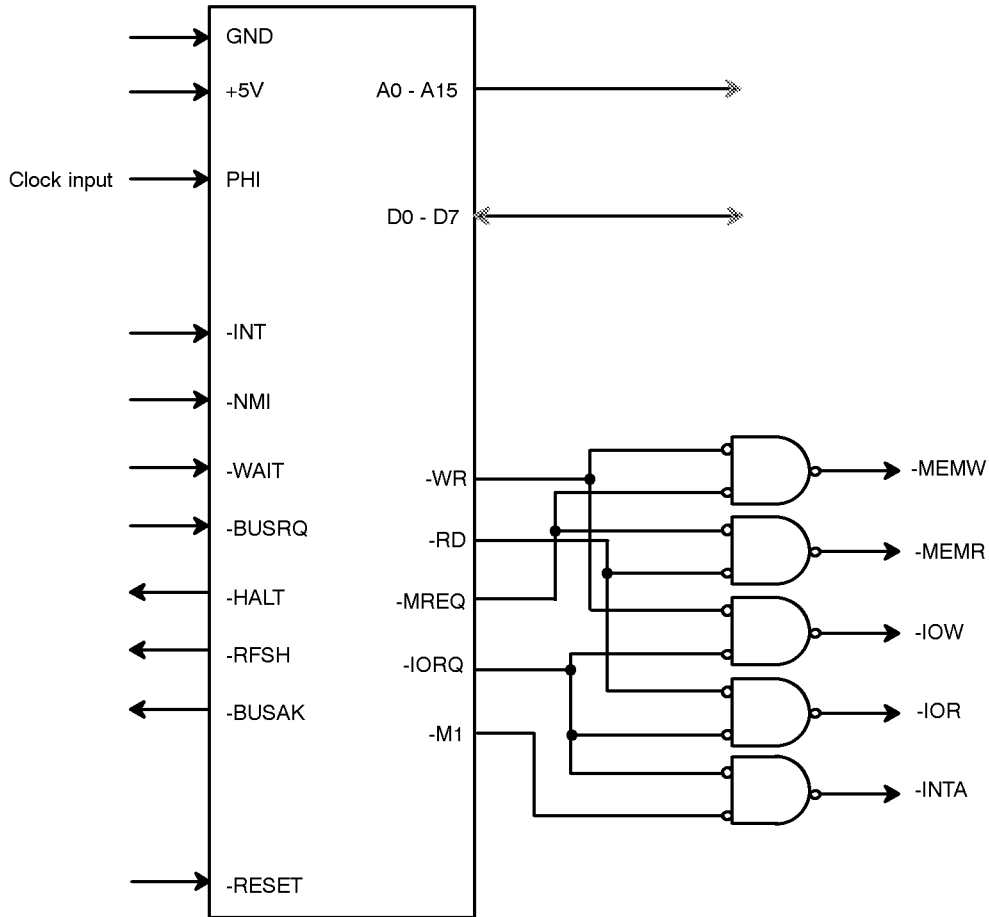 GND
+5V
A0 - A15
Clock input
PHI
D0 - D7
-INT
-NMI
-WAIT
-WR
-MEMW
-BUSRQ
-RD
-MEMR
-HALT
-MREQ
-IOW
-RFSH
-IORQ
-BUSAK
-M1
-IOR
-INTA
-RESET